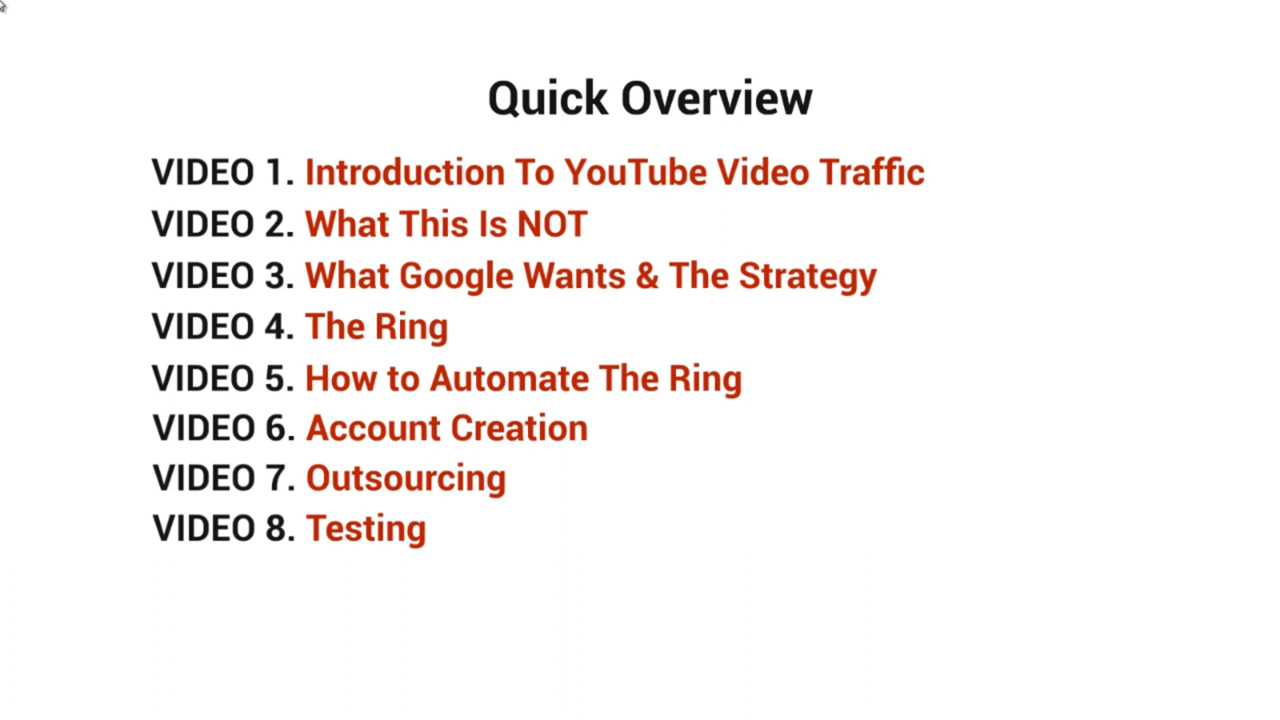 Quick Overview
VIDEO 1. Introduction To YouTube Video Traffic
VIDEO 2. What This Is NOT
VIDEO 3. What Google Wants & The Strategy
VIDEO 4. The Ring
VIDEO 5. How to Automate The Ring
VIDEO 6. Account Creation
VIDEO 7. Outsourcing
VIDEO 8. Testing